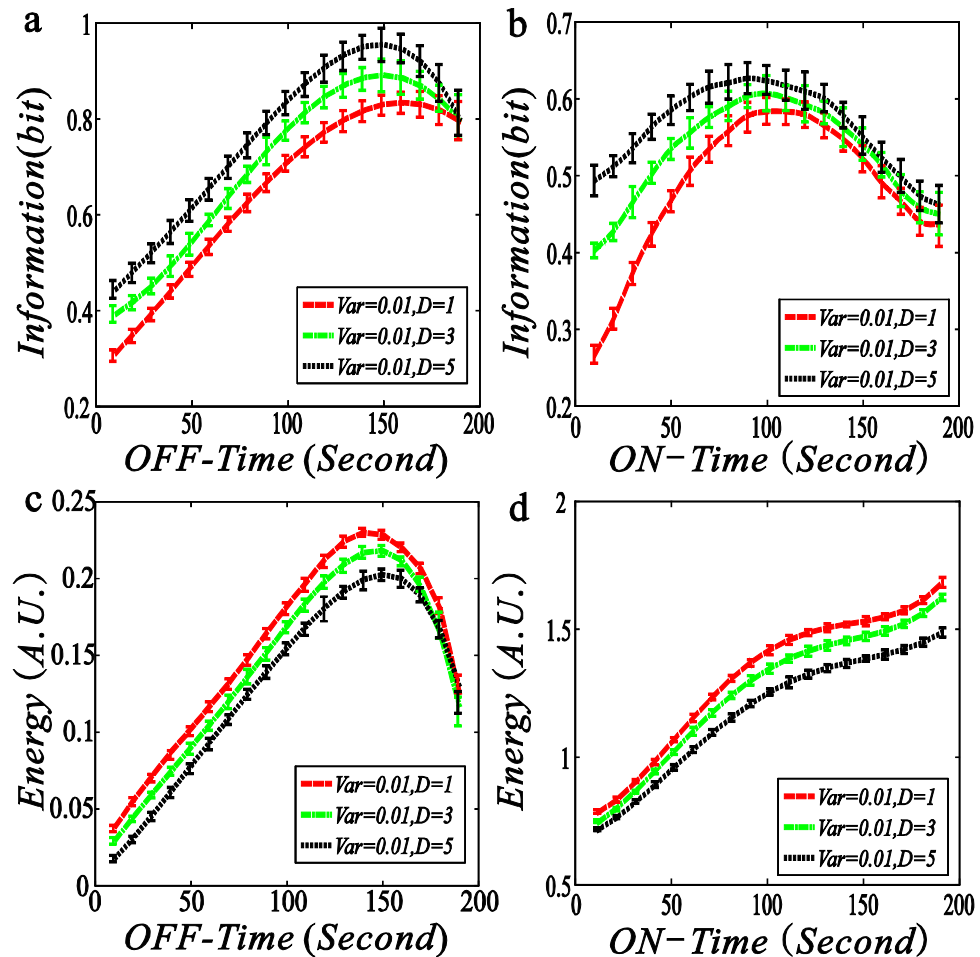 a
1
0.8
0.6
0.4
0.2
Information(bit)
Var=0.01,D=1
Var=0.01,D=3
Var=0.01,D=5
0 50 100 150 200
OFF-Time (Second)
b
0.7
0.6
0.5
0.4
0.3
0.2
Information(bit)
Var=0.01,D=1
Var=0.01,D=3
Var=0.01,D=5
0 50 100 150 200
ON-Time (Second)
c
0.25
0.2
0.15
0.1
0.05
0
Energy (A.U.)
Var=0.01,D=1
Var=0.01,D=3
Var=0.01,D=5
0 50 100 150 200
OFF-Time (Second)
d
2
1.5
1
0.5
Energy (A.U.)
Var=0.01,D=1
Var=0.01,D=3
Var=0.01,D=5
0 50 100 150 200
ON-Time (Second)